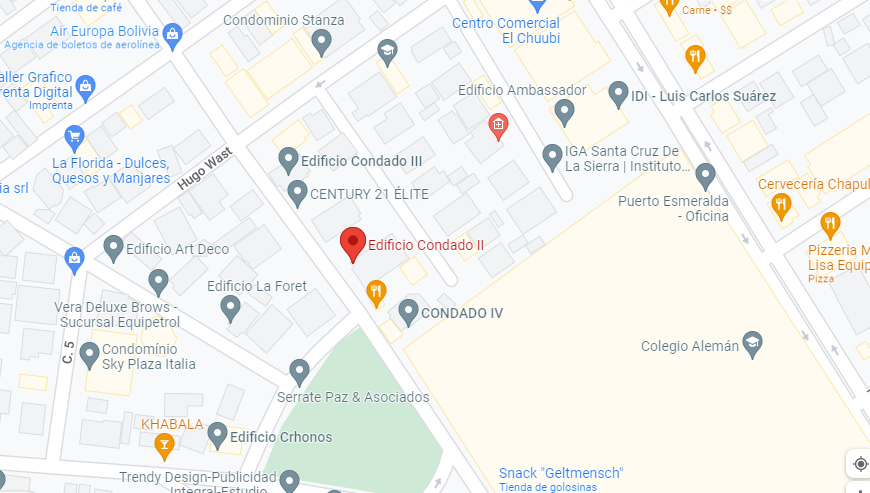 Tienda de café
Condominio Stanza
Carne • $$
Centro Comercial
El Chuubi
Air Europa Bolivia
Agencia de boletos de aerolínea
aller Grafico
renta Digital
Imprenta
Edificio Ambassador
IDI - Luis Carlos Suárez
La Florida - Dulces,
Quesos y Manjares
Hugo Wast
Edificio Condado III
IGA Santa Cruz De
La Sierra | Instituto...
ia srl
CENTURY 21 ÉLITE
Cervecería Chapul
Puerto Esmeralda
- Oficina
Edificio Art Deco
Edificio Condado II
Pizzeria M
Lisa Equip
Pizza
Edificio La Foret
Vera Deluxe Brows -
Sucursal Equipetrol
CONDADO IV
C. 5
Condomínio
Sky Plaza Italia
Colegio Alemán
Serrate Paz & Asociados
KHABALA
Edificio Crhonos
Trendy Design-Publicidad
Integral-Estudio
Snack "Geltmensch"
Tienda de golosinas